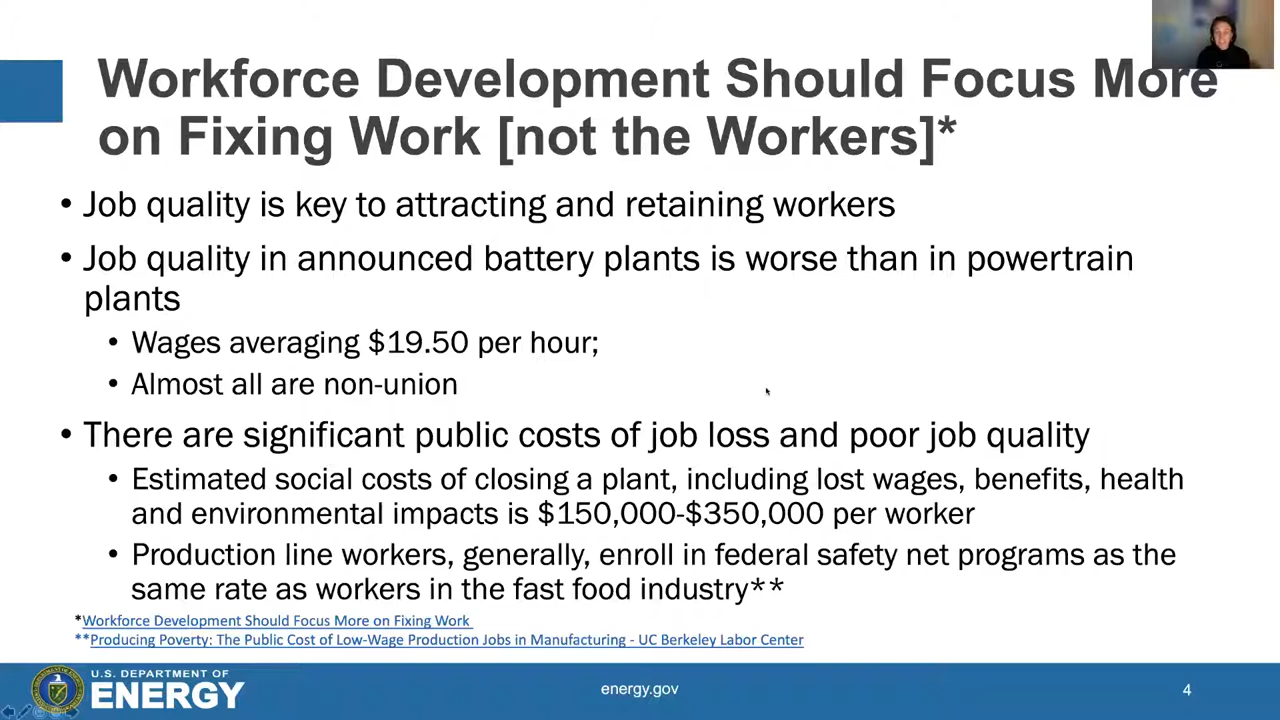 Workforce Development Should Focus More
on Fixing Work [not the Workers]*
• Job quality is key to attracting and retaining workers
• Job quality in announced battery plants is worse than in powertrain
plants
• Wages averaging $19.50 per hour;
• Almost all are non-union
• There are significant public costs of job loss and poor job quality
• Estimated social costs of closing a plant, including lost wages, benefits, health
and environmental impacts is $150,000-$350,000 per worker
• Production line workers, generally, enroll in federal safety net programs as the
same rate as workers in the fast food industry**
*Workforce Development Should Focus More on Fixing Work
**Producing Poverty: The Public Cost of Low-Wage Production Jobs in Manufacturing - UC Berkeley Labor Center
U.S. DEPARTMENT OF
ENERGY
energy.gov
4